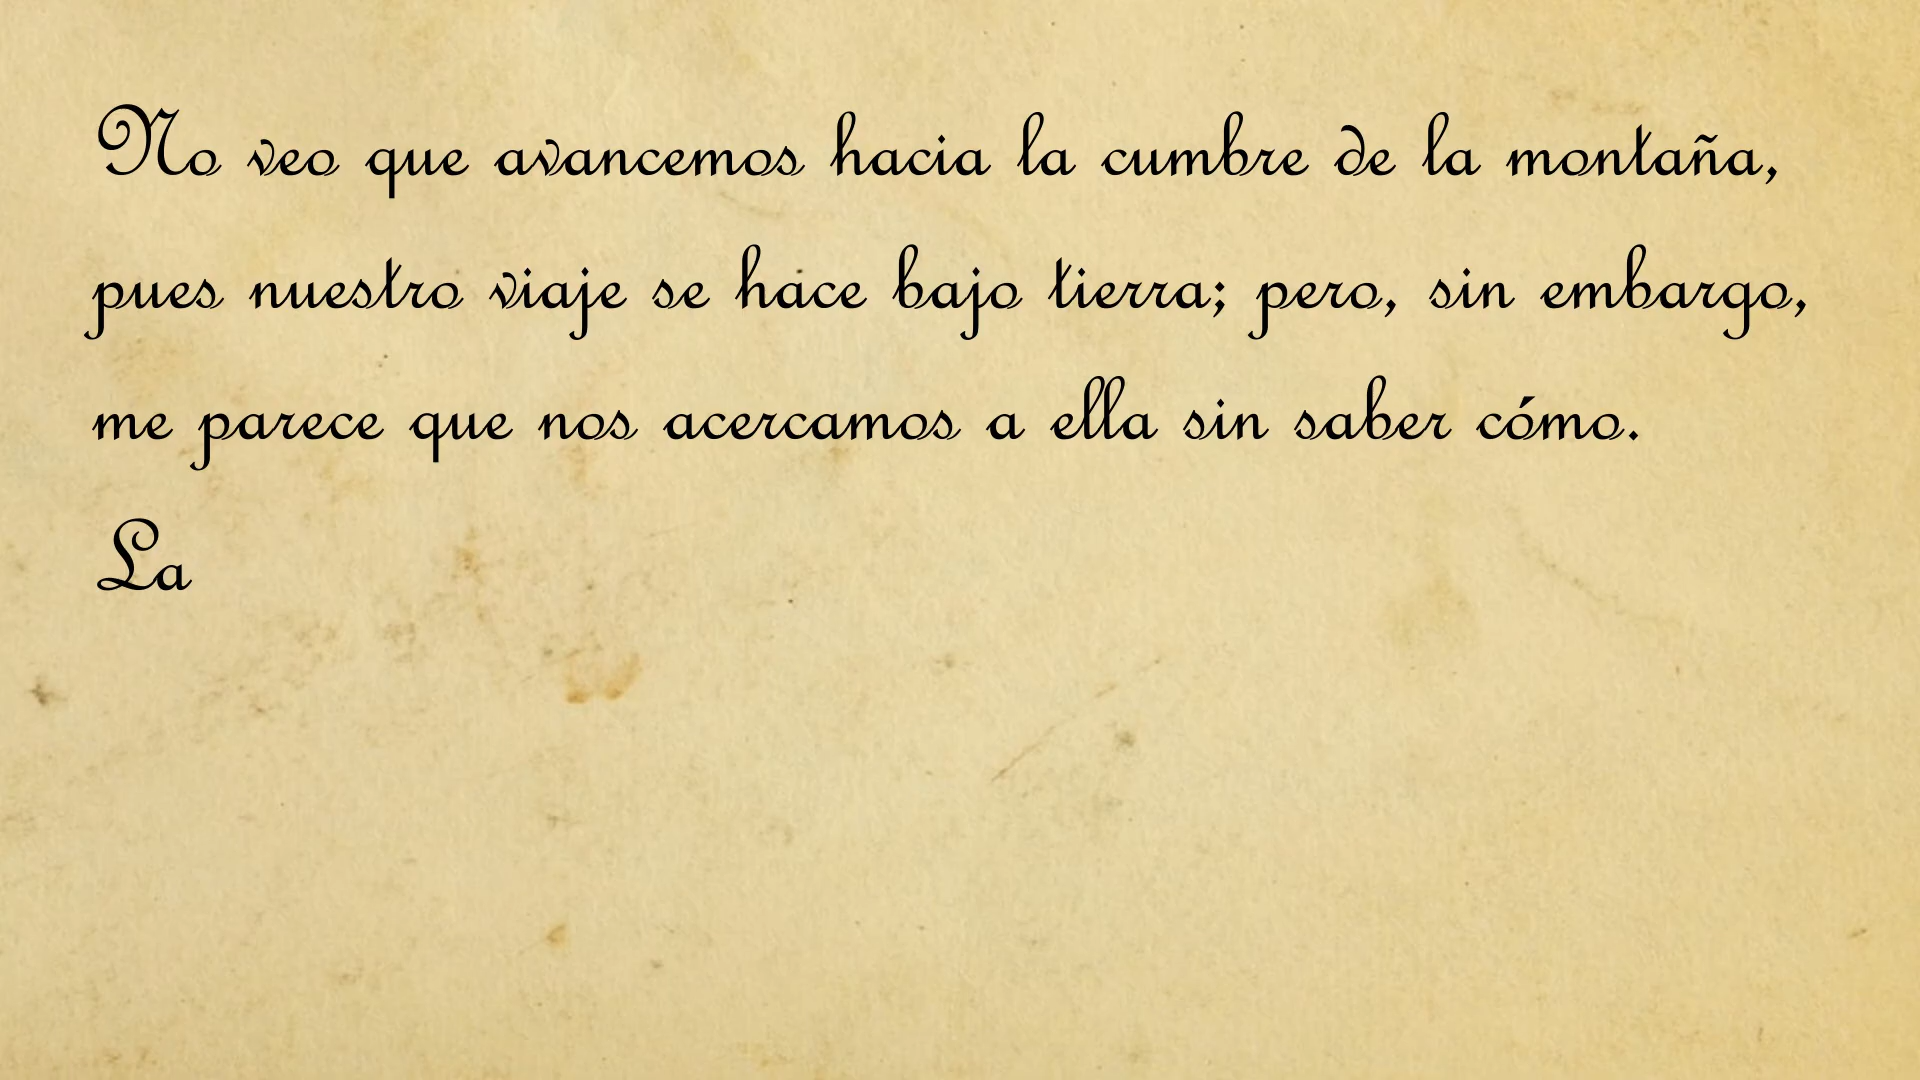 No veo que avancemos hacia la cumbre de la montaña,
pues nuestro viaje se hace bajo tierra; pero, sin embargo,
me parece que nos acercamos a ella sin saber cómo.
La